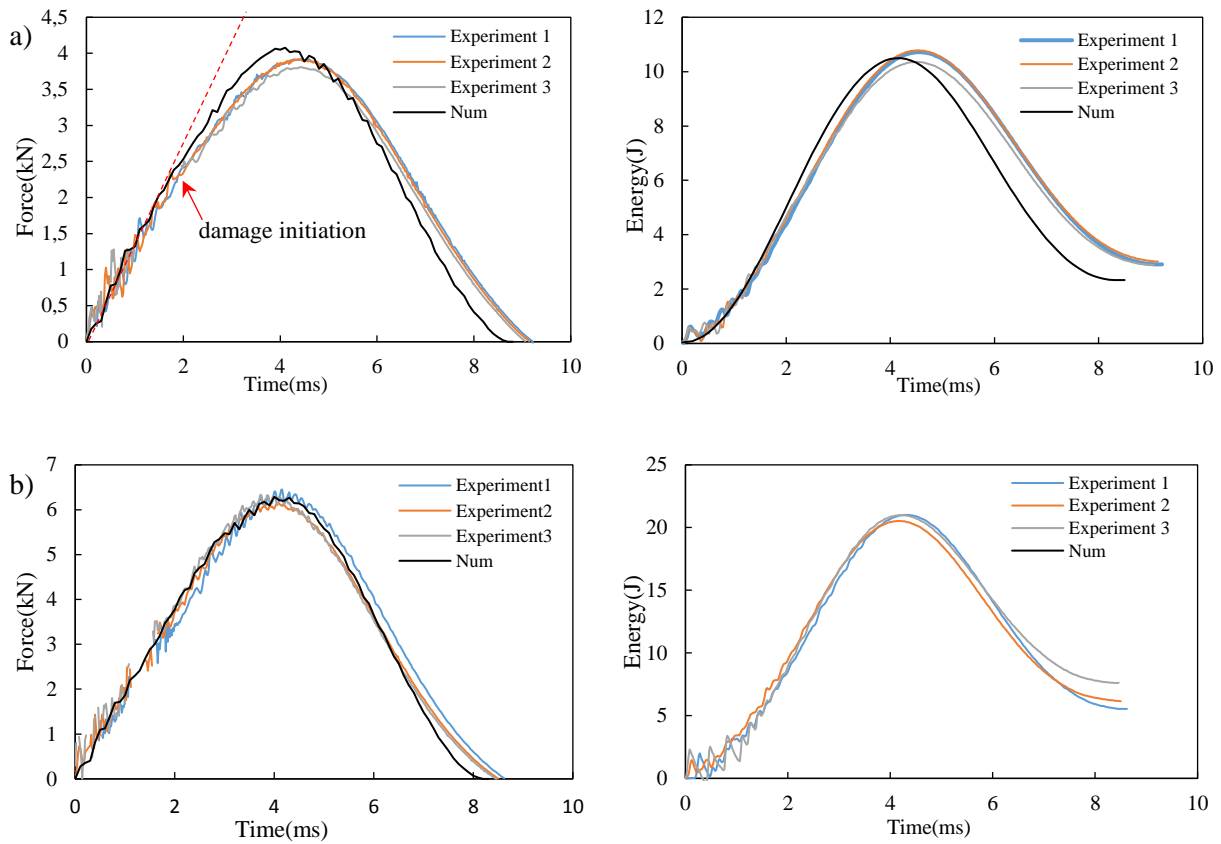 a)
Force(kN)
4,5
4
3,5
3
2,5
2
1,5
1
0,5
0
0 2 4 6 8 10
Time(ms)
Experiment 1
Experiment 2
Experiment 3
Num
damage initiation
Energy(J)
12
10
8
6
4
2
0
0 2 4 6 8 10
Time(ms)
Experiment 1
Experiment 2
Experiment 3
Num
b)
Force(kN)
7
6
5
4
3
2
1
0
0 2 4 6 8 10
Time(ms)
Experiment1
Experiment2
Experiment3
Num
Energy(J)
25
20
15
10
5
0
0 2 4 6 8 10
Time(ms)
Experiment 1
Experiment 2
Experiment 3
Num